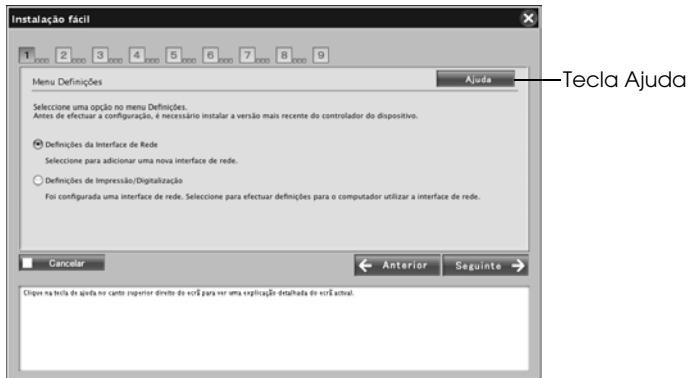 Instalação fácil
1 2 3 4 5 6 7 8 9
Menu Definições
Ajuda
Tecla Ajuda
Seleccione uma opção no menu Definições.
Antes de efectuar a configuração, é necessário instalar a versão mais recente do controlador do dispositivo.
Definições da Interface de Rede
Seleccione para adicionar uma nova interface de rede.
Definições de Impressão/Digitalização
Foi configurada uma interface de rede. Seleccione para efectuar definições para o computador utilizar a interface de rede.
Cancelar
Anterior
Seguinte
Clique na tecla de ajuda no canto superior direito do ecrã para ver uma explicação detalhada do ecrã actual.